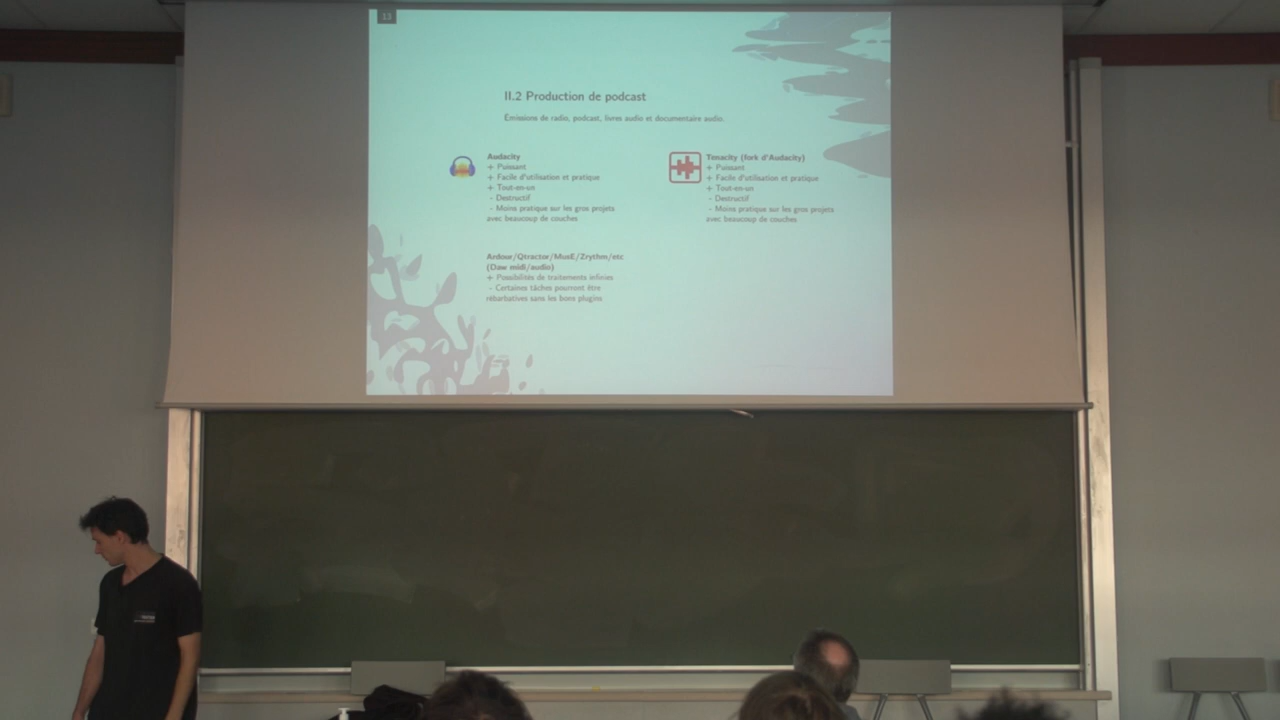 13
II.2 Production de podcast
Émissions de radio, podcast, livres audio et documentaire audio.
Audacity
+ Puissant
+ Facile d'utilisation et pratique
+ Tout-en-un
- Destructif
- Moins pratique sur les gros projets
avec beaucoup de couches
Tenacity (fork d'Audacity)
+ Puissant
+ Facile d'utilisation et pratique
+ Tout-en-un
- Destructif
- Moins pratique sur les gros projets
avec beaucoup de couches
Ardour/Qtractor/MusE/Zrythm/etc
(Daw midi/audio)
+ Possibilités de traitements infinies
- Certaines tâches pourront être
rébarbatives sans les bons plugins